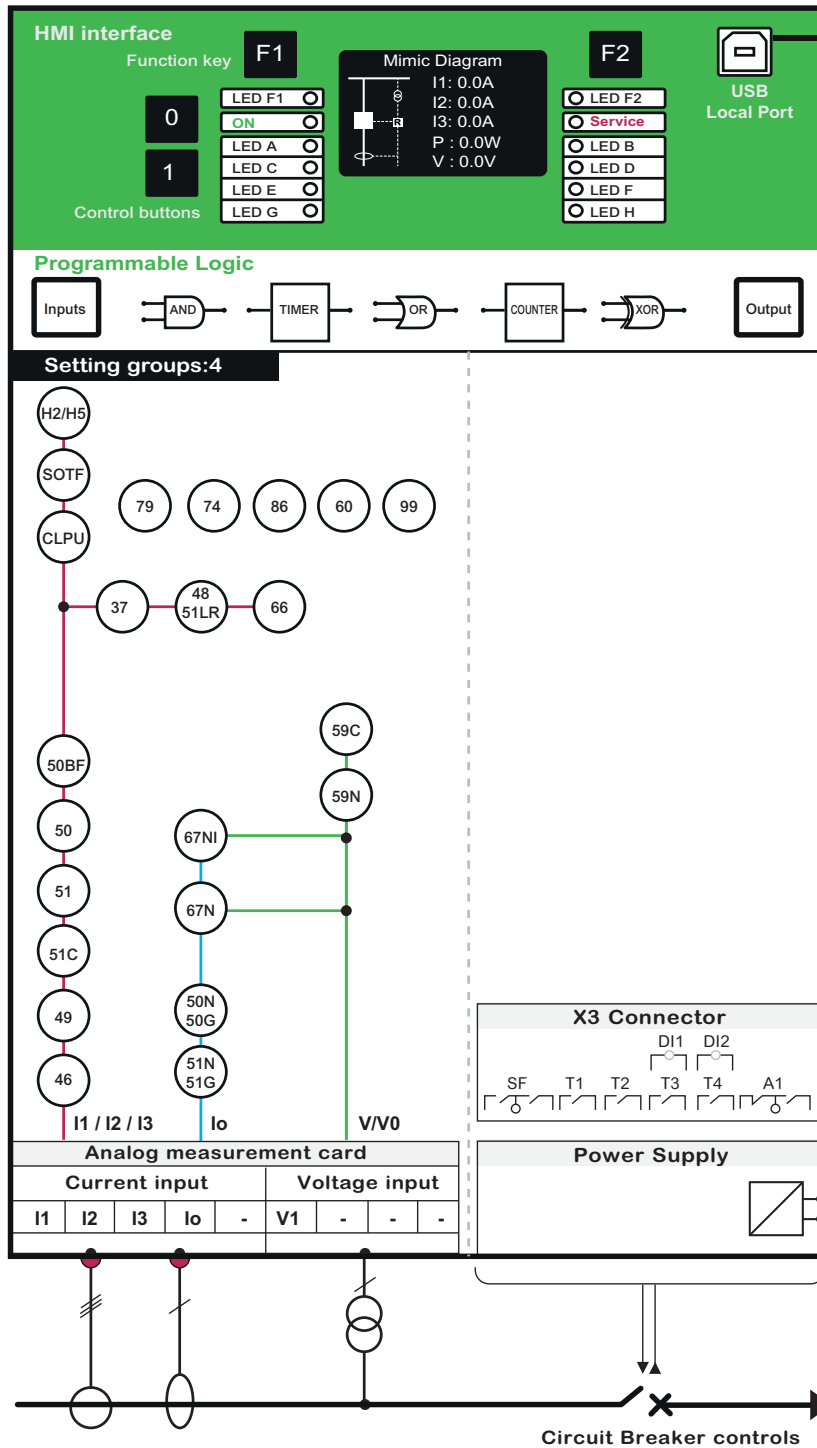 HMI interface
Function key
F1
F2
Mimic Diagram
I1: 0.0A
I2: 0.0A
I3: 0.0A
P : 0.0W
V : 0.0V
R
USB
Local Port
0
1
Control buttons
LED F1
ON
LED A
LED C
LED E
LED G
LED F2
Service
LED B
LED D
LED F
LED H
Programmable Logic
Inputs
AND
TIMER
OR
COUNTER
XOR
Output
Setting groups:4
H2/H5
SOTF
CLPU
79
74
86
60
99
37
48
51LR
66
59C
50BF
59N
50
67NI
51
67N
51C
50N
50G
49
51N
51G
46
I1 / I2 / I3
Io
V/V0
X3 Connector
DI1
DI2
SF
T1
T2
T3
T4
A1
Analog measurement card
Current input
Voltage input
I1
I2
I3
Io
-
V1
-
-
-
Power Supply
Circuit Breaker controls